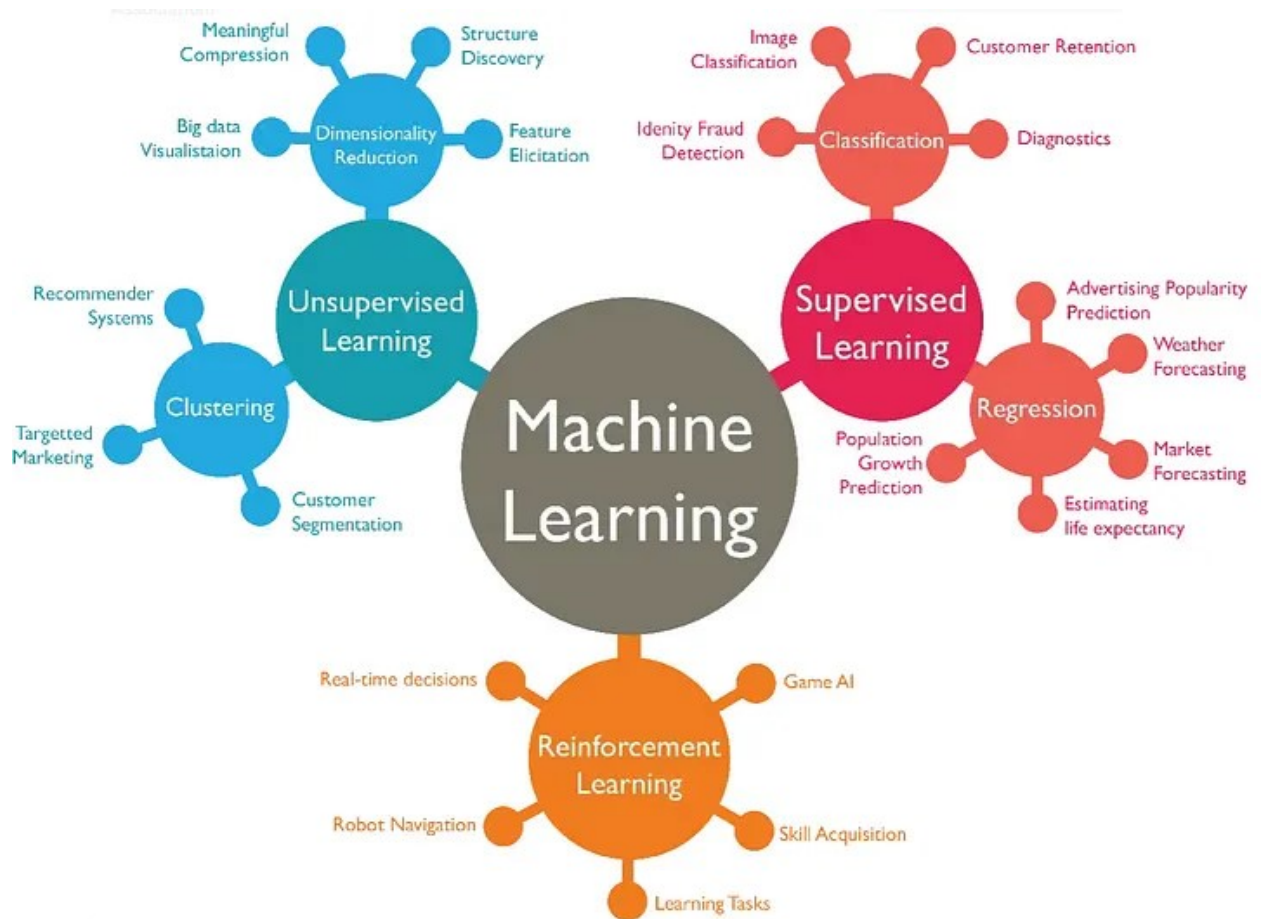 Meaningful
Compression
Structure
Discovery
Big data
Visualistaion
Dimensionality
Reduction
Feature
Elicitation
Image
Classification
Customer Retention
Idenity Fraud
Detection
Classification
Diagnostics
Recommender
Systems
Unsupervised
Learning
Clustering
Targetted
Marketing
Customer
Segmentation
Machine
Learning
Supervised
Learning
Advertising Popularity
Prediction
Weather
Forecasting
Regression
Population
Growth
Prediction
Market
Forecasting
Estimating
life expectancy
Real-time decisions
Game AI
Reinforcement
Learning
Robot Navigation
Skill Acquisition
Learning Tasks